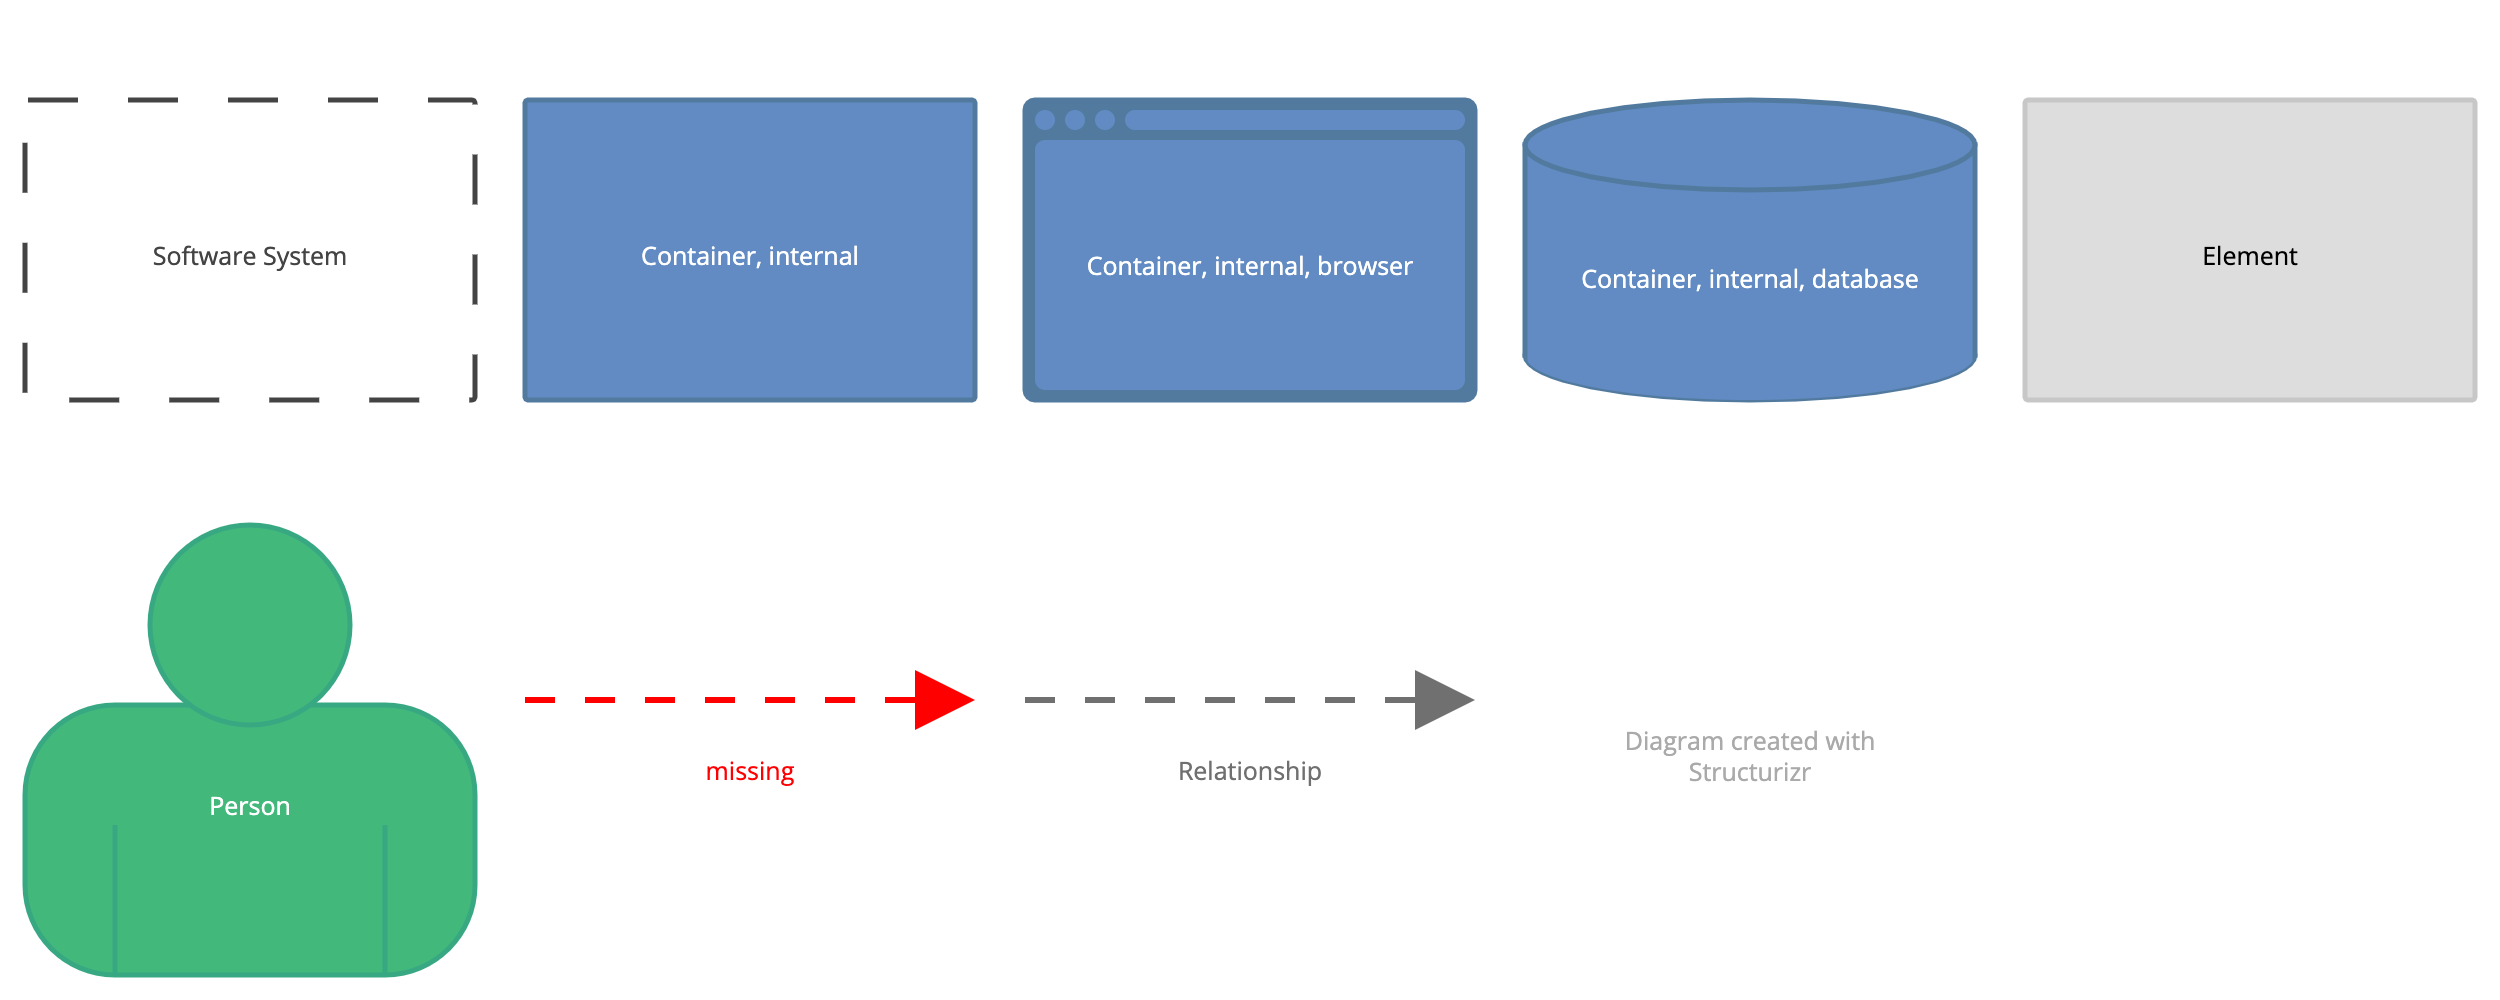 Software System
Container, internal
Container, internal, browser
Container, internal, database
Element
Person
missing
Relationship
Diagram created with
Structurizr